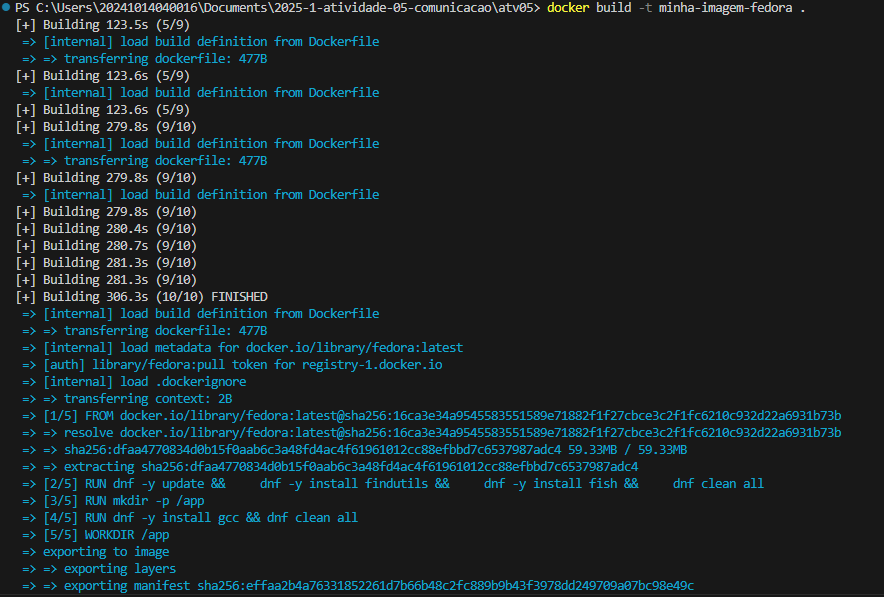 PS C:\Users\20241014040016\Documents\2025-1-atividade-05-comunicacao\atv05> docker build -t minha-imagem-fedora .
[+] Building 123.5s (5/9)
=> [internal] load build definition from Dockerfile
=> => transferring dockerfile: 477B
[+] Building 123.6s (5/9)
=> [internal] load build definition from Dockerfile
[+] Building 123.6s (5/9)
[+] Building 279.8s (9/10)
=> [internal] load build definition from Dockerfile
=> => transferring dockerfile: 477B
[+] Building 279.8s (9/10)
=> [internal] load build definition from Dockerfile
[+] Building 279.8s (9/10)
[+] Building 280.4s (9/10)
[+] Building 280.7s (9/10)
[+] Building 281.3s (9/10)
[+] Building 281.3s (9/10)
[+] Building 306.3s (10/10) FINISHED
=> [internal] load build definition from Dockerfile
=> => transferring dockerfile: 477B
=> [internal] load metadata for docker.io/library/fedora:latest
=> [auth] library/fedora:pull token for registry-1.docker.io
=> [internal] load .dockerignore
=> => transferring context: 2B
=> [1/5] FROM docker.io/library/fedora:latest@sha256:16ca3e34a9545583551589e71882f1f27cbce3c2f1fc6210c932d22a6931b73b
=> => resolve docker.io/library/fedora:latest@sha256:16ca3e34a9545583551589e71882f1f27cbce3c2f1fc6210c932d22a6931b73b
=> => sha256:dfaa4770834d0b15f0aab6c3a48fd4ac4f61961012cc88efbbd7c6537987adc4 59.33MB / 59.33MB
=> => extracting sha256:dfaa4770834d0b15f0aab6c3a48fd4ac4f61961012cc88efbbd7c6537987adc4
=> [2/5] RUN dnf -y update &&     dnf -y install findutils &&     dnf -y install fish &&     dnf clean all
=> [3/5] RUN mkdir -p /app
=> [4/5] RUN dnf -y install gcc && dnf clean all
=> [5/5] WORKDIR /app
=> exporting to image
=> => exporting layers
=> => exporting manifest sha256:effaa2b4a76331852261d7b66b48c2fc889b9b43f3978dd249709a07bc98e49c